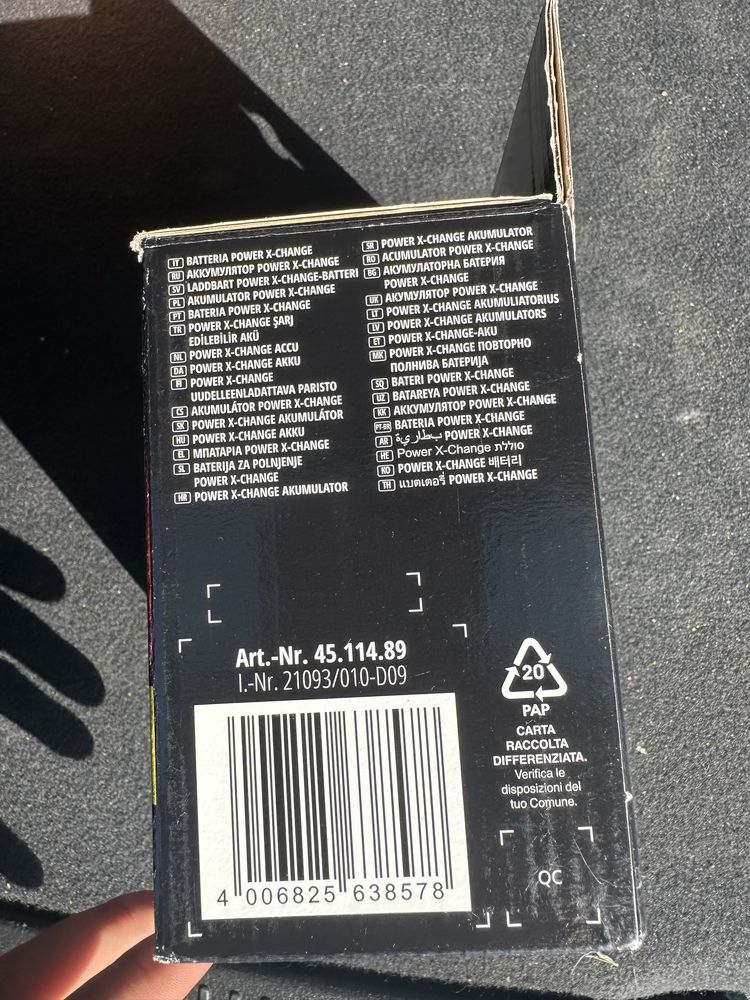 IT BATTERIA POWER X-CHANGE
RU АККУМУЛЯТОР POWER X-CHANGE
SV LADDBART POWER X-CHANGE-BATTERI
PL AKUMULATOR POWER X-CHANGE
PT BATERIA POWER X-CHANGE
TR POWER X-CHANGE ŞARJ
EDİLEBİLİR AKÜ
NL POWER X-CHANGE ACCU
DA POWER X-CHANGE AKKU
FI POWER X-CHANGE
UUDELLEENLADATTAVA PARISTO
CS AKUMULÁTOR POWER X-CHANGE
SK POWER X-CHANGE AKUMULÁTOR
HU POWER X-CHANGE AKKU
EL ΜΠΑΤΑΡΙΑ POWER X-CHANGE
SL BATERIJA ZA POLNJENJE
POWER X-CHANGE
HR POWER X-CHANGE AKUMULATOR
SR POWER X-CHANGE AKUMULATOR
RO ACUMULATOR POWER X-CHANGE
BG АКУМУЛАТОРНА БАТЕРИЯ
POWER X-CHANGE
UK АКУМУЛЯТОР POWER X-CHANGE
LT POWER X-CHANGE AKUMULIATORIUS
LV POWER X-CHANGE AKUMULATORS
ET POWER X-CHANGE-AKU
MK POWER X-CHANGE ПОВТОРНО
ПОЛНИВА БАТЕРИЈА
SQ BATERI POWER X-CHANGE
UZ BATAREYA POWER X-CHANGE
KK АККУМУЛЯТОР POWER X-CHANGE
PT-BR BATERIA POWER X-CHANGE
AR بطارية POWER X-CHANGE
HE Power X-Change סוללת
KO POWER X-CHANGE 배터리
TH แบตเตอรี่ POWER X-CHANGE
Art.-Nr. 45.114.89
I.-Nr. 21093/010-D09
4 006825 638578
20
PAP
CARTA
RACCOLTA
DIFFERENZIATA.
Verifica le
disposizioni del
tuo Comune.
QC